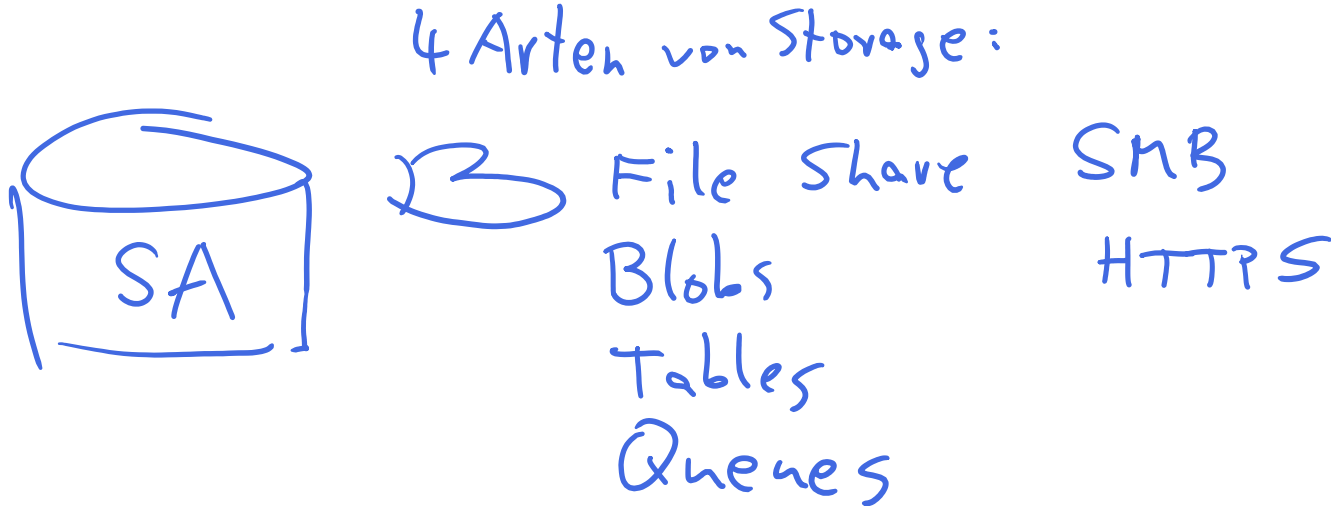 4 Arten von Storage:
File Share SMB
Blobs HTTPS
SA
Tables
Queues